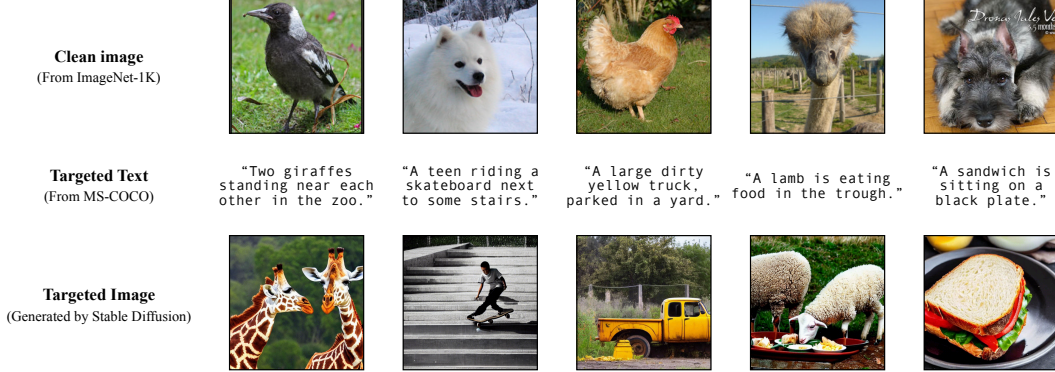 Clean image
(From ImageNet-1K)
Targeted Text
(From MS-COCO)
“Two giraffes
standing near each
other in the zoo.”
“A teen riding a
skateboard next
to some stairs.”
“A large dirty
yellow truck,
parked in a yard.”
“A lamb is eating
food in the trough.”
“A sandwich is
sitting on a
black plate.”
Targeted Image
(Generated by Stable Diffusion)